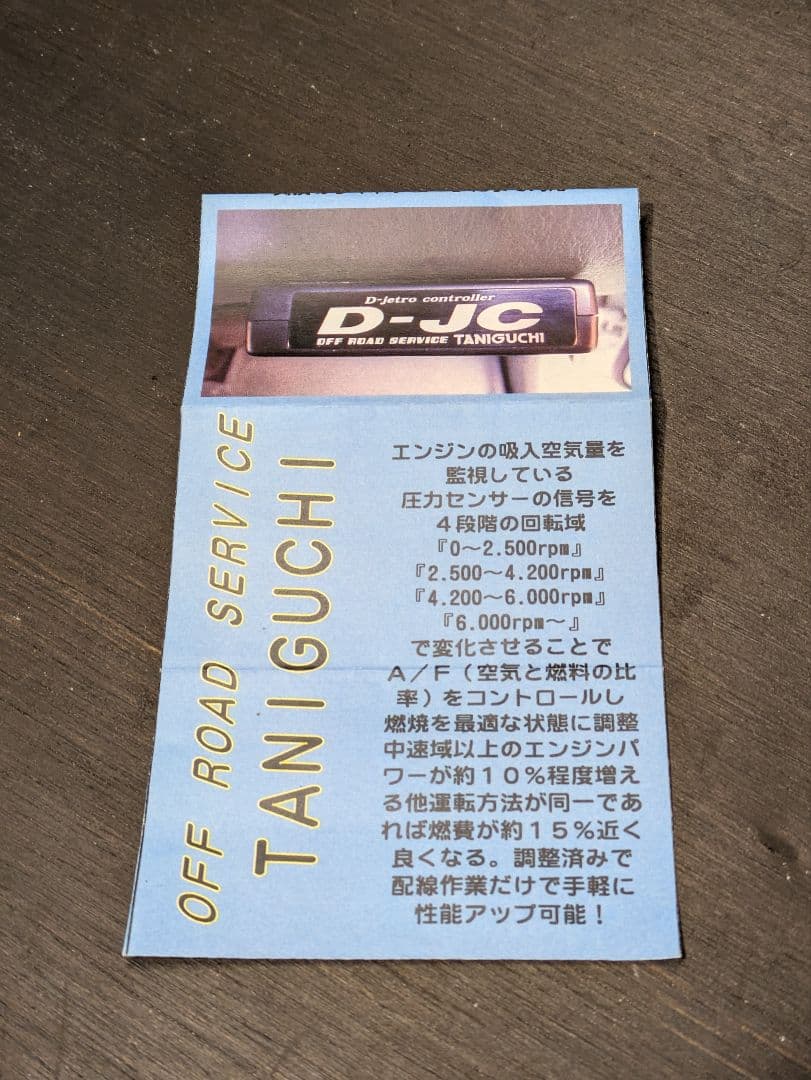 D-jetro controller
D-JC
OFF ROAD SERVICE TANIGUCHI
OFF ROAD SERVICE
TANIGUCHI
エンジンの吸入空気量を
監視している
圧力センサーの信号を
４段階の回転域
『0～2.500rpm』
『2.500～4.200rpm』
『4.200～6.000rpm』
『6.000rpm～』
で変化させることで
Ａ／Ｆ（空気と燃料の比
率）をコントロールし
燃焼を最適な状態に調整
中速域以上のエンジンパ
ワーが約１０％程度増え
る他運転方法が同一であ
れば燃費が約１５％近く
良くなる。調整済みで
配線作業だけで手軽に
性能アップ可能！